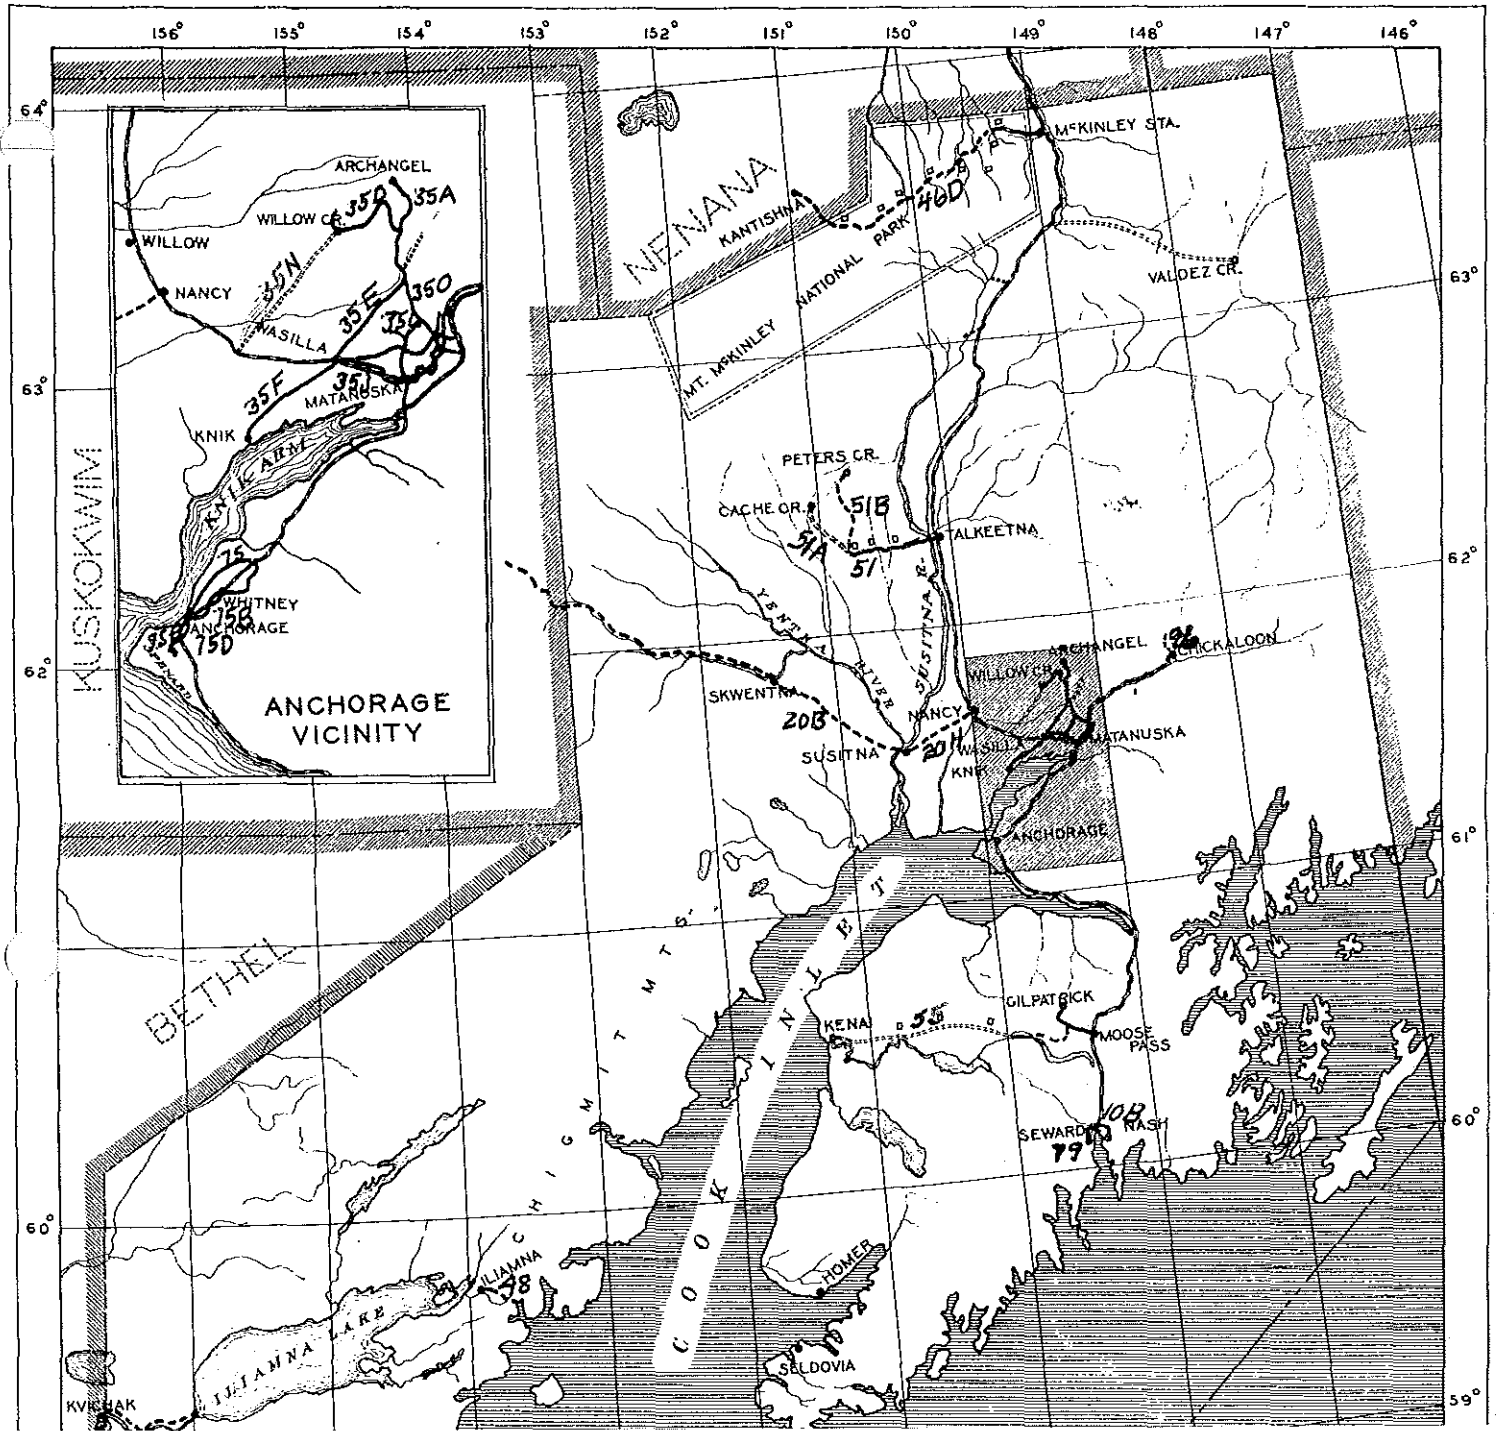 156° 155° 154° 153° 152° 151° 150° 149° 148° 147° 146°
64°
63°
62°
60°
63°
62°
61°
60°
59°
KUSKOKWIM
NENANA
BETHEL
ARCHANGEL
35D
35A
WILLOW CR.
WILLOW
35N
NANCY
35E
35O
WASILLA
35J
35F
MATANUSKA
KNIK
KNIK ARM
75
WHITNEY
75B
ANCHORAGE
75D
ANCHORAGE
VICINITY
McKINLEY STA.
KANTISHNA
46D
PARK
NATIONAL
MT. McKINLEY
VALDEZ CR.
PETERS CR.
CACHE CR.
51B
51A
51
TALKEETNA
YENTNA RIVER
SUSITNA R.
ARCHANGEL
CHICKALOON
WILLOW CR.
SKWENTNA
20B
NANCY
20H
SUSITNA
WASILLA
MATANUSKA
KNIK
ANCHORAGE
COOK INLET
CHIGMIT MTS.
GILPATRICK
KENAI
55
MOOSE
PASS
10B
SEWARD
NASH
79
HOMER
ILIAMNA
48
ILIAMNA LAKE
SELDOVIA
KVICHAK